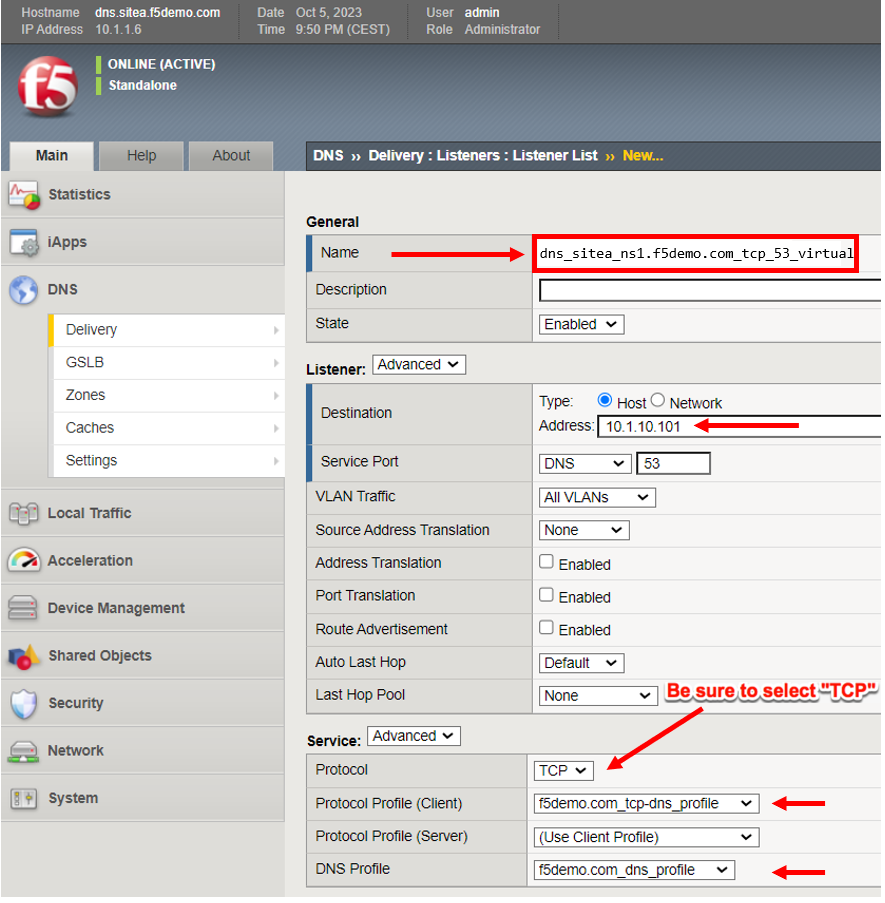 Hostname dns.sitea.f5demo.com Date Oct 5, 2023 User admin
IP Address 10.1.1.6 Time 9:50 PM (CEST) Role Administrator
f5
ONLINE (ACTIVE)
Standalone
Main Help About
DNS ›› Delivery : Listeners : Listener List ›› New...
Statistics
iApps
DNS
Delivery
GSLB
Zones
Caches
Settings
Local Traffic
Acceleration
Device Management
Shared Objects
Security
Network
System
General
Name dns_sitea_ns1.f5demo.com_tcp_53_virtual
Description
State Enabled
Listener: Advanced
Destination Type: Host Network
Address: 10.1.10.101
Service Port DNS 53
VLAN Traffic All VLANs
Source Address Translation None
Address Translation Enabled
Port Translation Enabled
Route Advertisement Enabled
Auto Last Hop Default
Last Hop Pool None
Be sure to select "TCP"
Service: Advanced
Protocol TCP
Protocol Profile (Client) f5demo.com_tcp-dns_profile
Protocol Profile (Server) (Use Client Profile)
DNS Profile f5demo.com_dns_profile